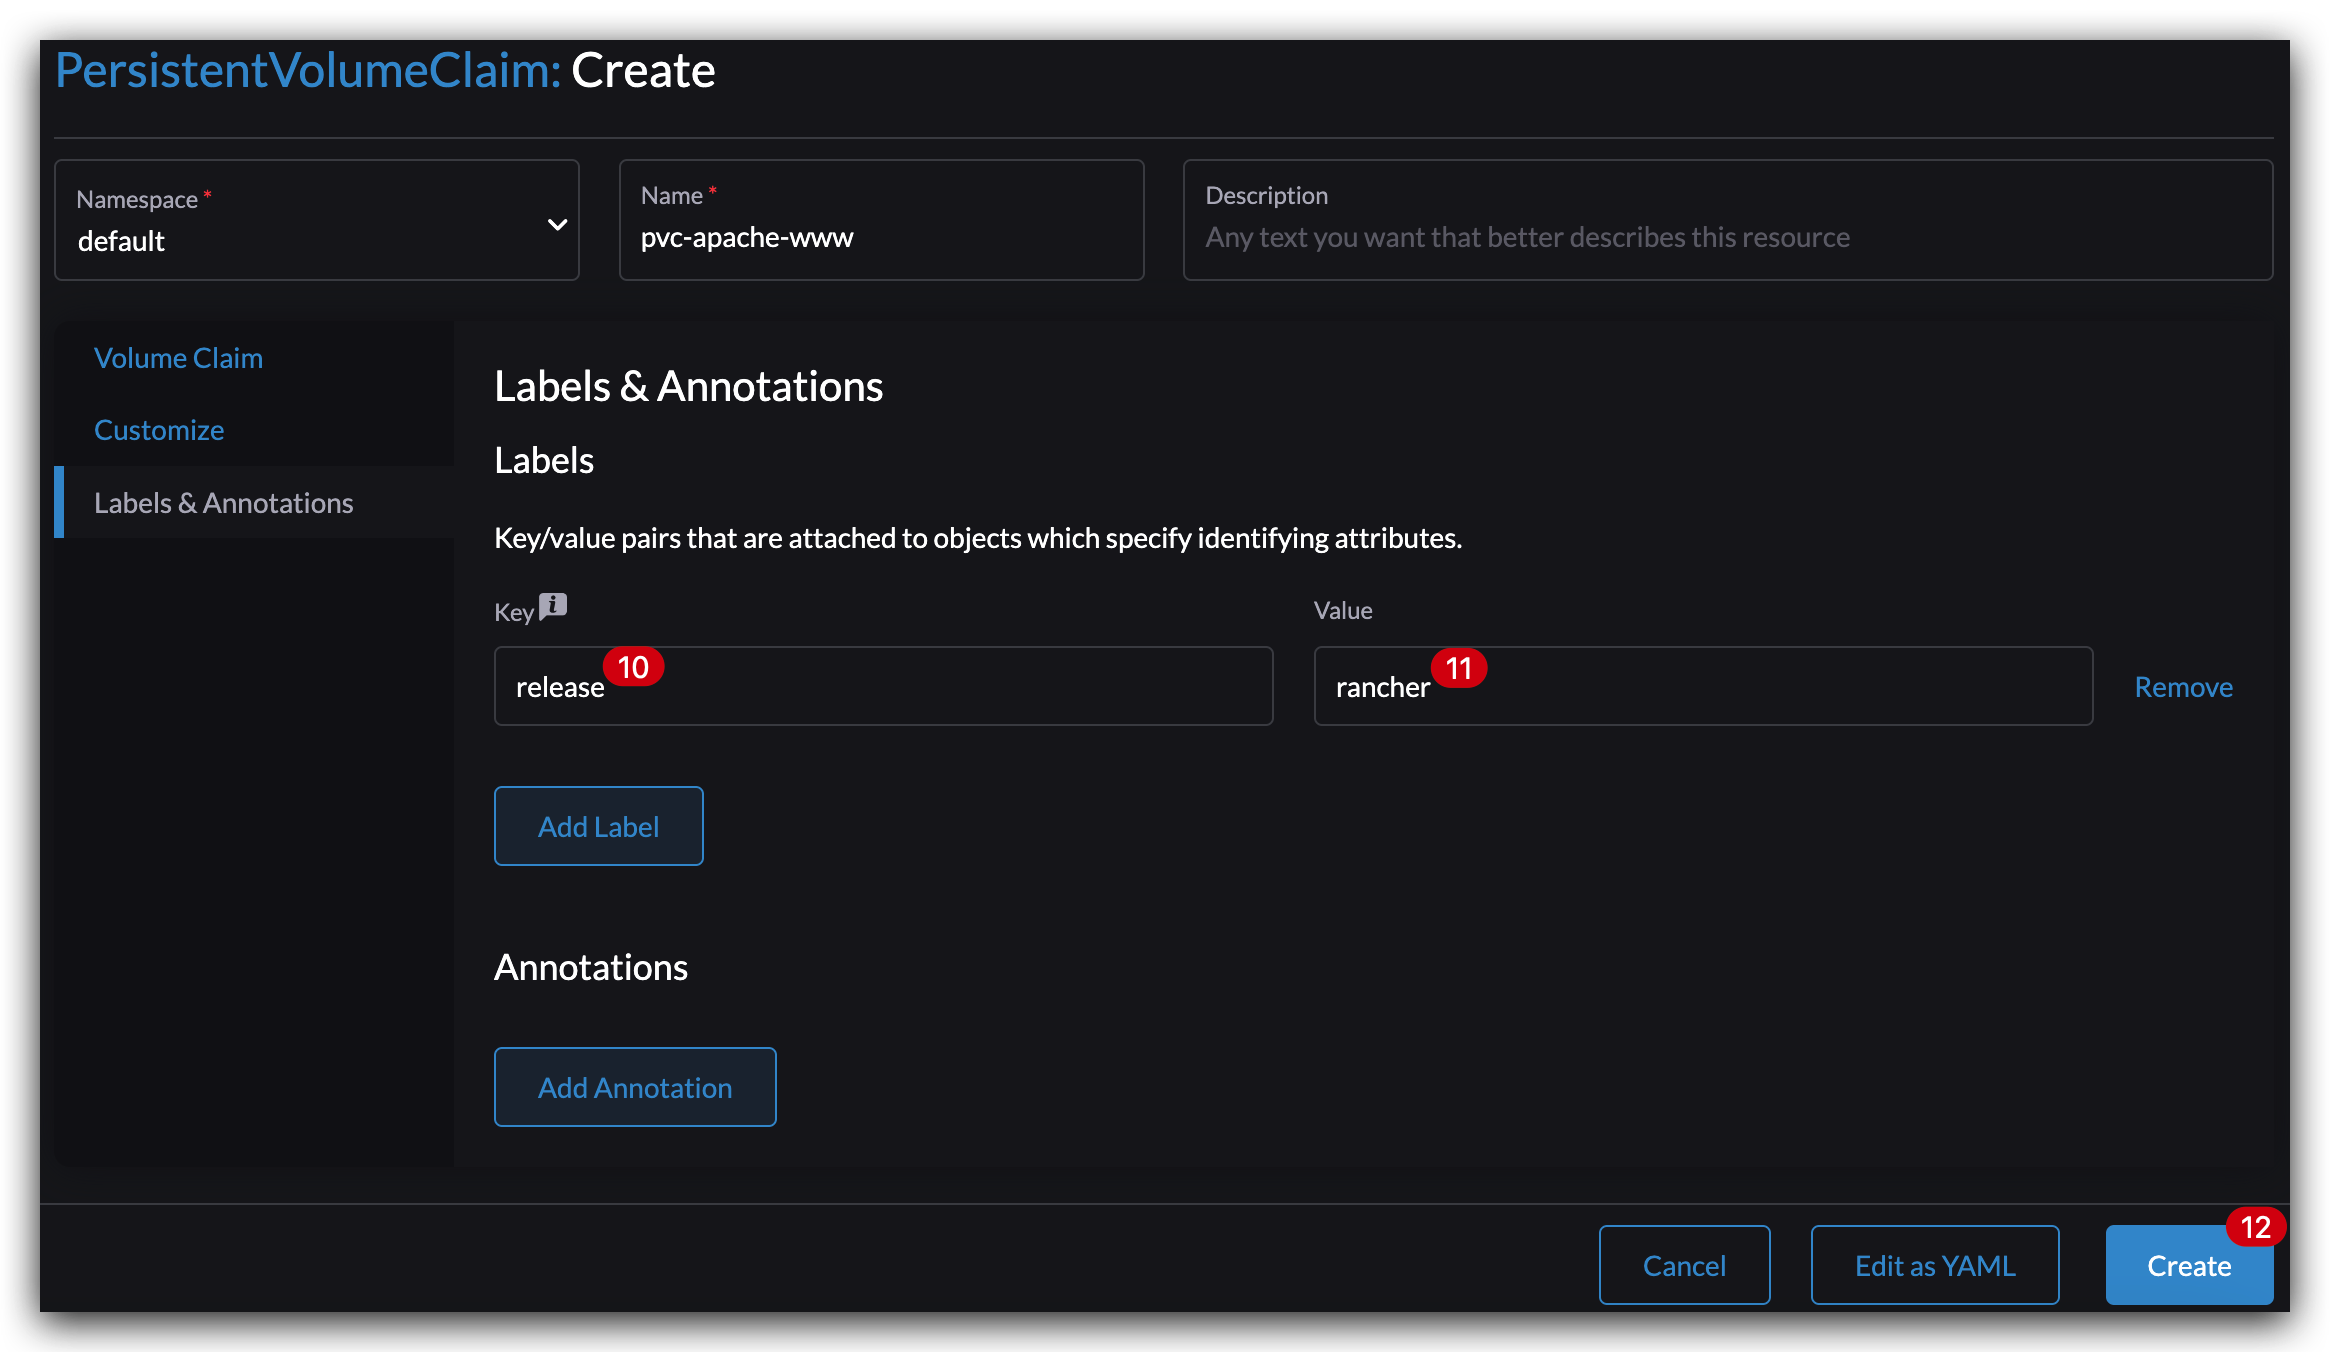 PersistentVolumeClaim: Create
Namespace *
default
Name *
pvc-apache-www
Description
Any text you want that better describes this resource
Volume Claim
Customize
Labels & Annotations
Labels & Annotations
Labels
Key/value pairs that are attached to objects which specify identifying attributes.
Key i
Value
release 10
rancher 11
Remove
Add Label
Annotations
Add Annotation
Cancel
Edit as YAML
Create 12